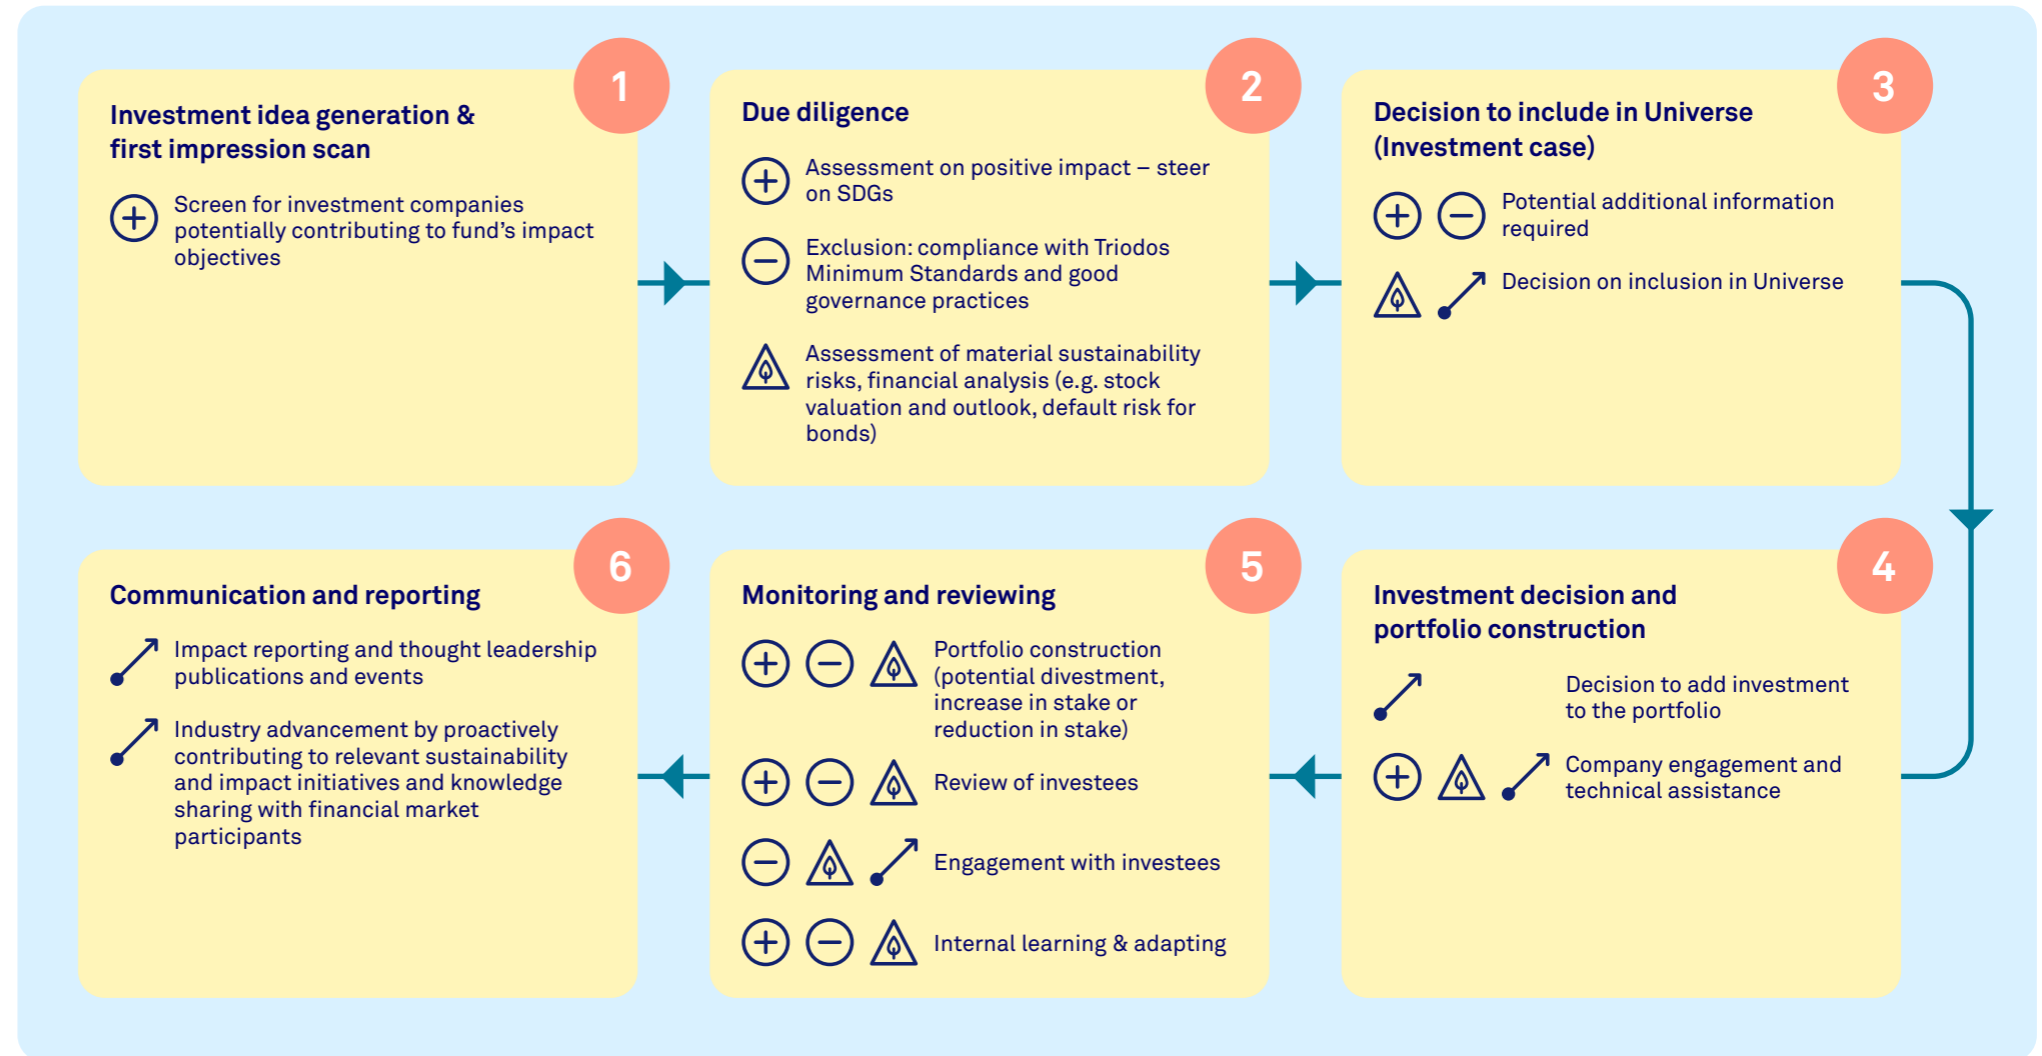 1
Investment idea generation &
first impression scan
Screen for investment companies
potentially contributing to fund's impact
objectives
2
Due diligence
Assessment on positive impact – steer
on SDGs
Exclusion: compliance with Triodos
Minimum Standards and good
governance practices
Assessment of material sustainability
risks, financial analysis (e.g. stock
valuation and outlook, default risk for
bonds)
3
Decision to include in Universe
(Investment case)
Potential additional information
required
Decision on inclusion in Universe
4
Investment decision and
portfolio construction
Decision to add investment
to the portfolio
Company engagement and
technical assistance
5
Monitoring and reviewing
Portfolio construction
(potential divestment,
increase in stake or
reduction in stake)
Review of investees
Engagement with investees
Internal learning & adapting
6
Communication and reporting
Impact reporting and thought leadership
publications and events
Industry advancement by proactively
contributing to relevant sustainability
and impact initiatives and knowledge
sharing with financial market
participants